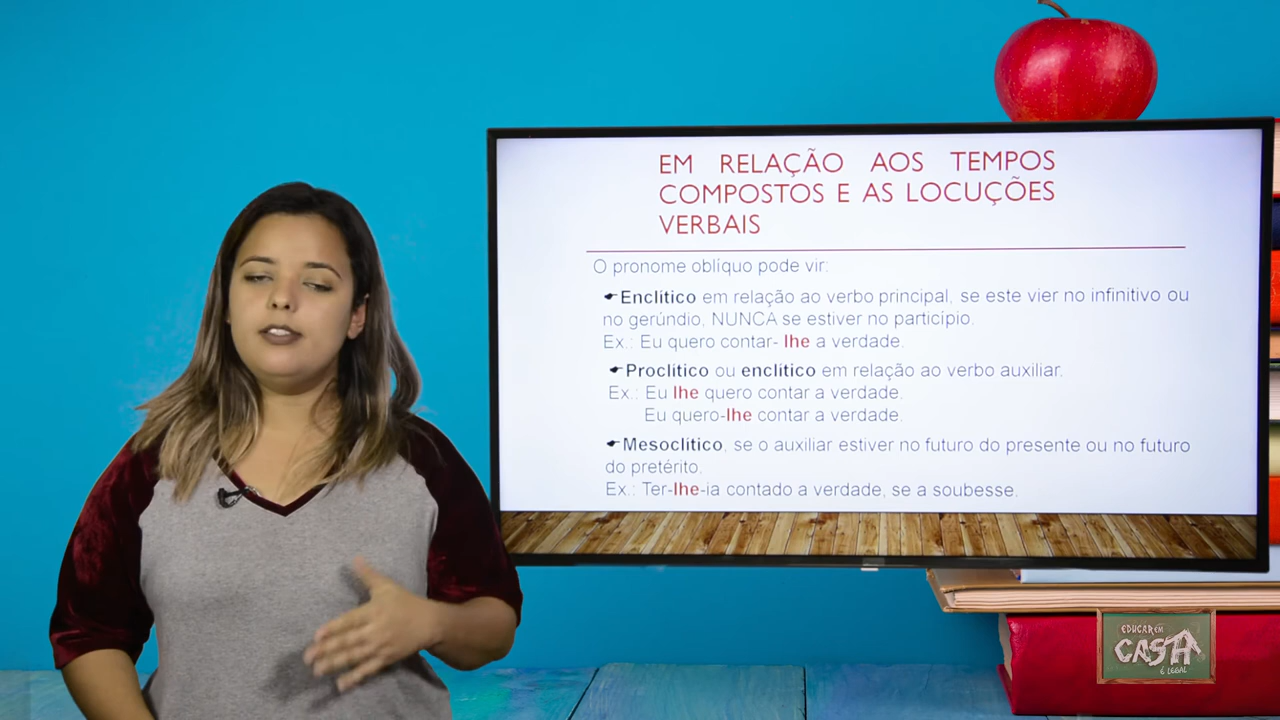 EM RELAÇÃO AOS TEMPOS
COMPOSTOS E AS LOCUÇÕES
VERBAIS
O pronome oblíquo pode vir:
☛Enclítico em relação ao verbo principal, se este vier no infinitivo ou
no gerúndio, NUNCA se estiver no particípio.
Ex.: Eu quero contar- lhe a verdade.
☛Proclítico ou enclítico em relação ao verbo auxiliar.
Ex.: Eu lhe quero contar a verdade.
Eu quero-lhe contar a verdade.
☛Mesoclítico, se o auxiliar estiver no futuro do presente ou no futuro
do pretérito.
Ex.: Ter-lhe-ia contado a verdade, se a soubesse.
EDUCAR EM
CASA
É LEGAL